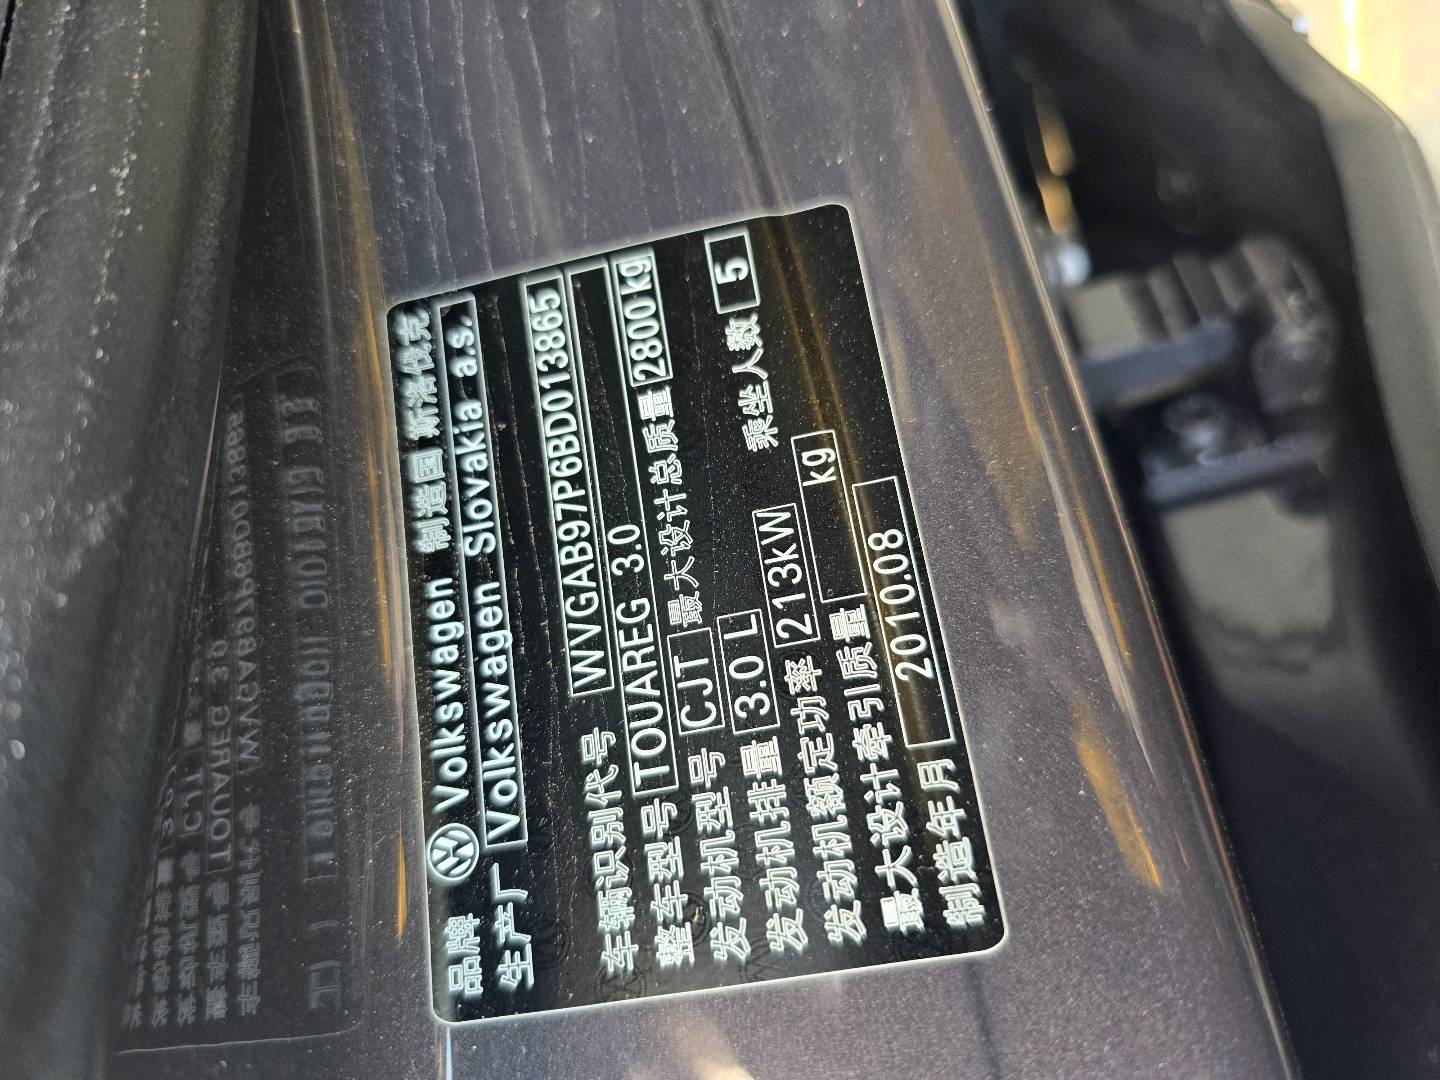 品牌 Volkswagen 制造国 斯洛伐克
生产厂 Volkswagen Slovakia a.s.
车辆识别代号 WVGAB97P6BD013865
整车型号 TOUAREG 3.0
发动机型号 CJT 最大设计总质量 2800 kg
发动机排量 3.0 L
发动机额定功率 213kW 乘坐人数 5
最大设计牵引质量 kg
制造年月 2010.08